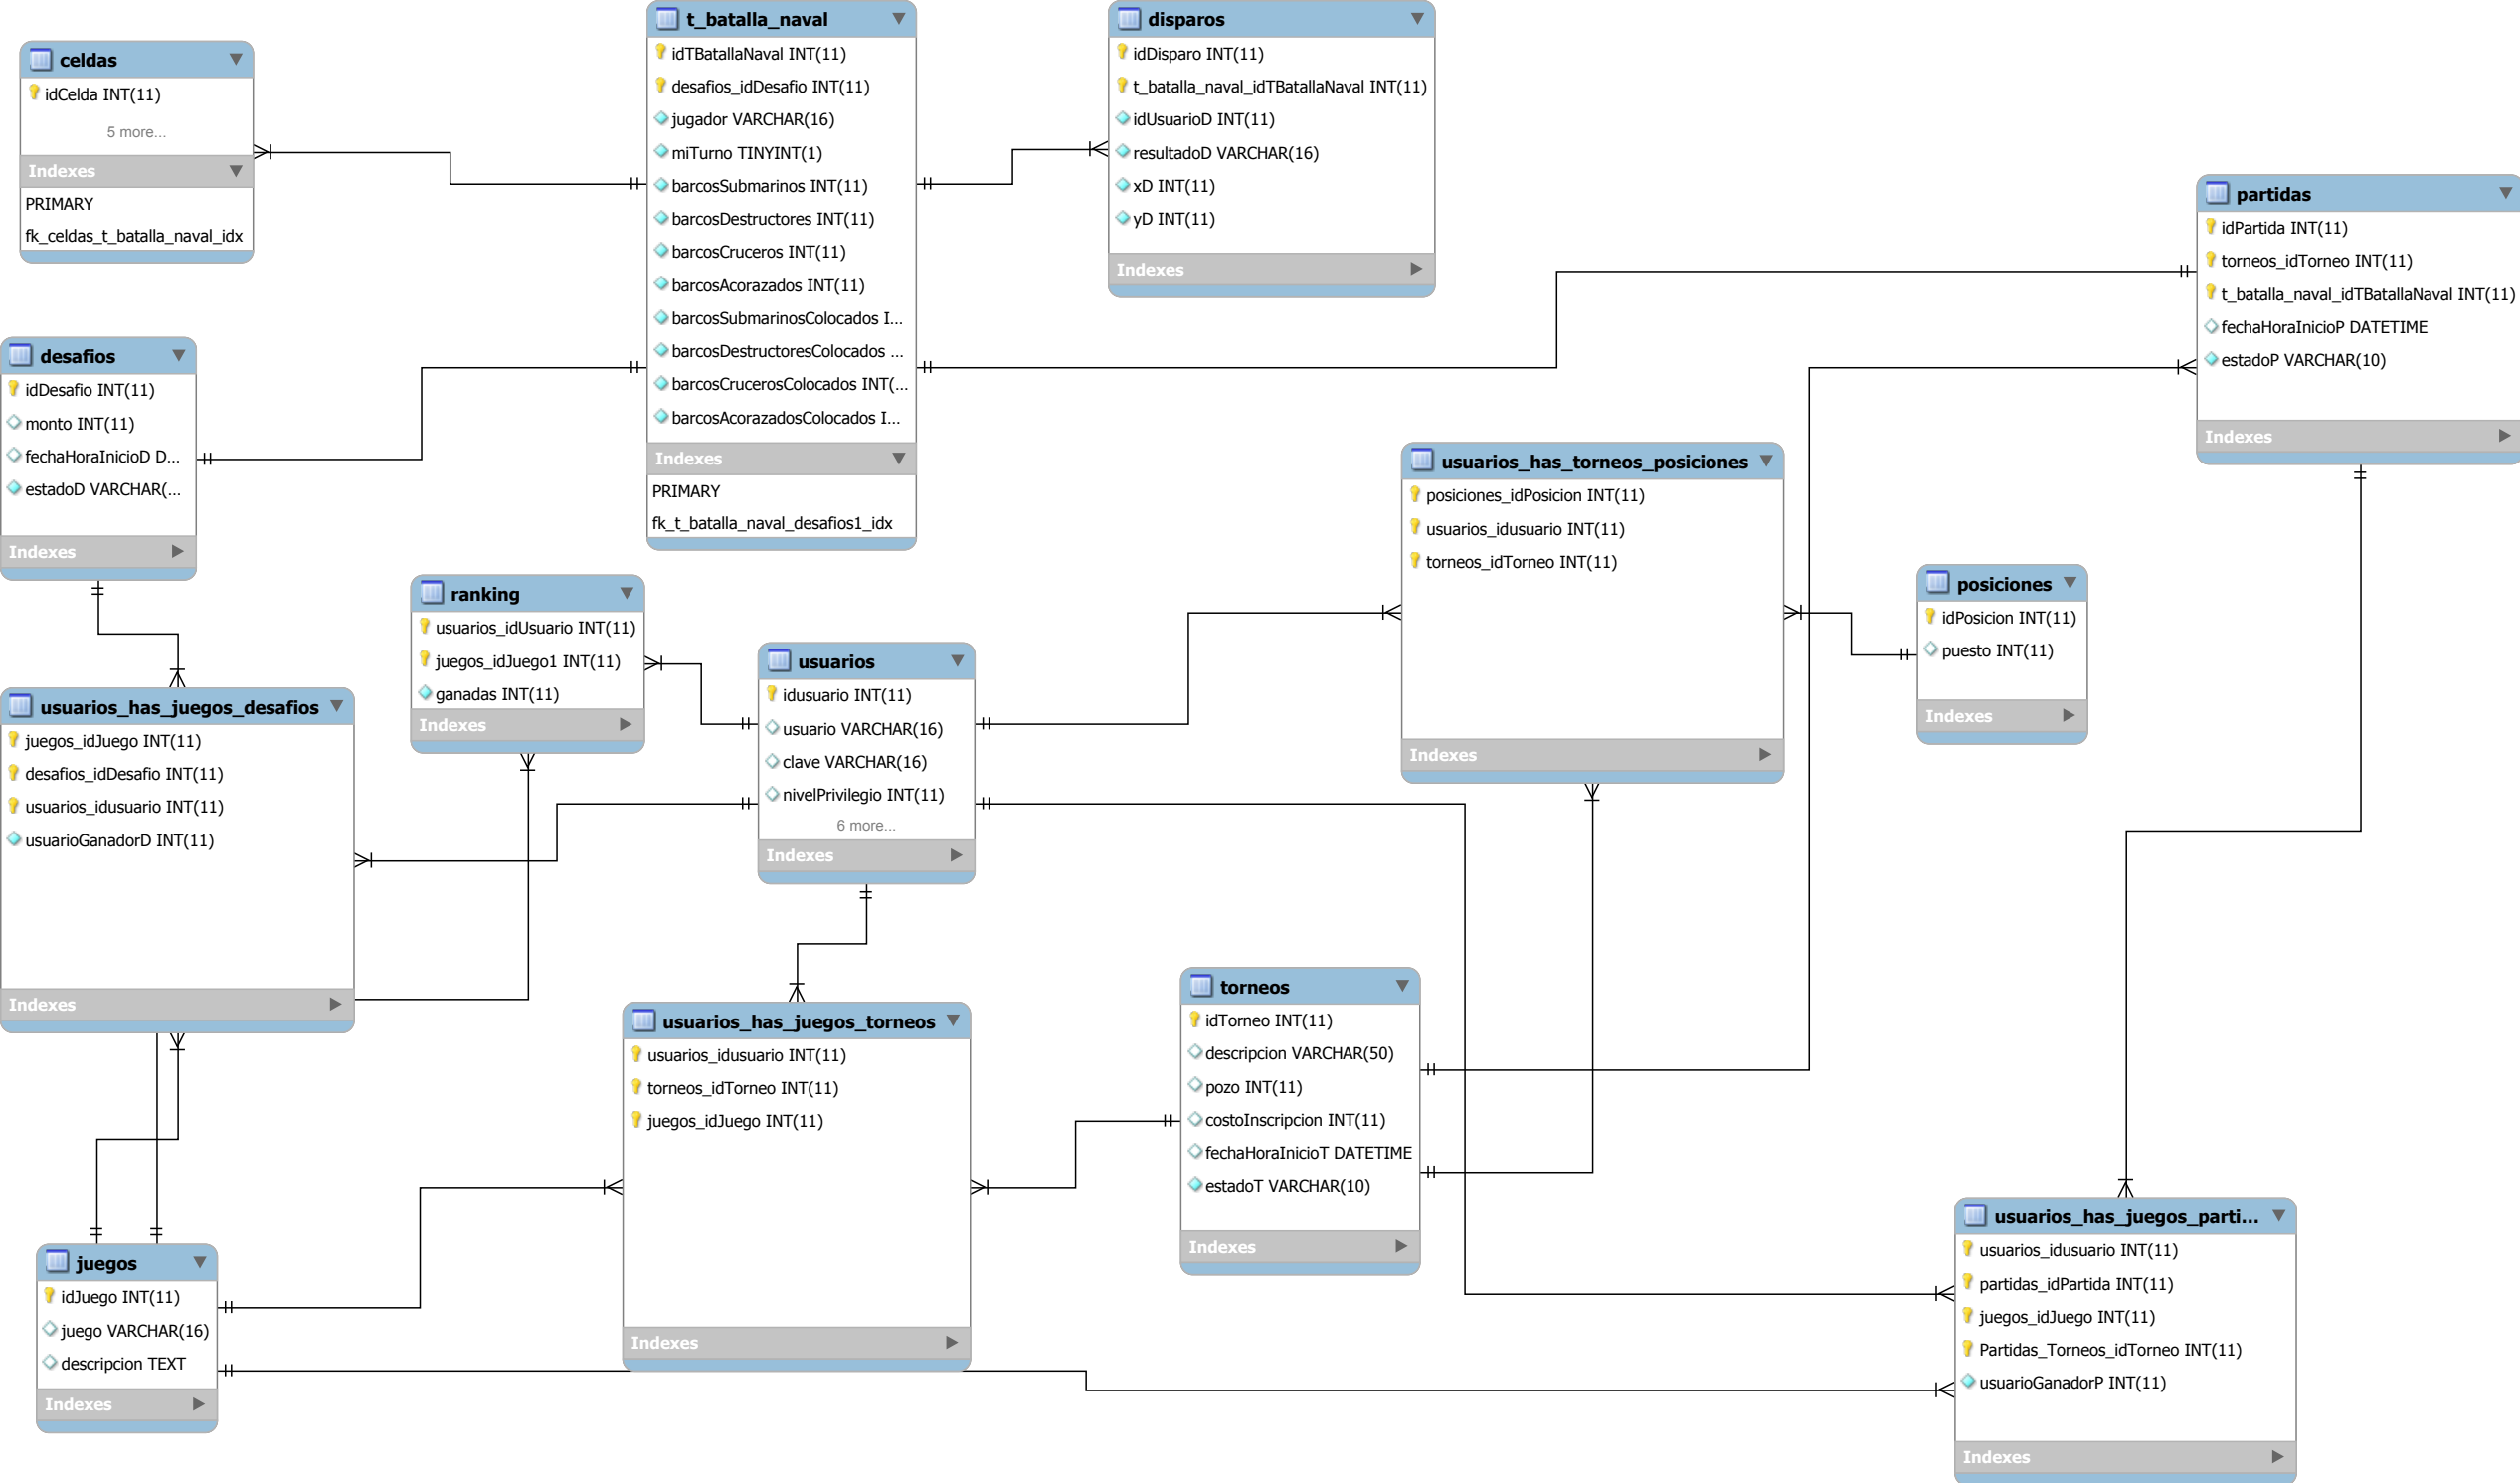 celdas
idCelda INT(11)
5 more...
Indexes
PRIMARY
fk_celdas_t_batalla_naval_idx
t_batalla_naval
idTBatallaNaval INT(11)
desafios_idDesafio INT(11)
jugador VARCHAR(16)
miTurno TINYINT(1)
barcosSubmarinos INT(11)
barcosDestructores INT(11)
barcosCruceros INT(11)
barcosAcorazados INT(11)
barcosSubmarinosColocados I...
barcosDestructoresColocados ...
barcosCrucerosColocados INT(...
barcosAcorazadosColocados I...
Indexes
PRIMARY
fk_t_batalla_naval_desafios1_idx
disparos
idDisparo INT(11)
t_batalla_naval_idTBatallaNaval INT(11)
idUsuarioD INT(11)
resultadoD VARCHAR(16)
xD INT(11)
yD INT(11)
Indexes
partidas
idPartida INT(11)
torneos_idTorneo INT(11)
t_batalla_naval_idTBatallaNaval INT(11)
fechaHoraInicioP DATETIME
estadoP VARCHAR(10)
Indexes
desafios
idDesafio INT(11)
monto INT(11)
fechaHoraInicioD D...
estadoD VARCHAR(...
Indexes
usuarios_has_torneos_posiciones
posiciones_idPosicion INT(11)
usuarios_idusuario INT(11)
torneos_idTorneo INT(11)
Indexes
posiciones
idPosicion INT(11)
puesto INT(11)
Indexes
ranking
usuarios_idUsuario INT(11)
juegos_idJuego1 INT(11)
ganadas INT(11)
Indexes
usuarios
idusuario INT(11)
usuario VARCHAR(16)
clave VARCHAR(16)
nivelPrivilegio INT(11)
6 more...
Indexes
usuarios_has_juegos_desafios
juegos_idJuego INT(11)
desafios_idDesafio INT(11)
usuarios_idusuario INT(11)
usuarioGanadorD INT(11)
Indexes
usuarios_has_juegos_torneos
usuarios_idusuario INT(11)
torneos_idTorneo INT(11)
juegos_idJuego INT(11)
Indexes
torneos
idTorneo INT(11)
descripcion VARCHAR(50)
pozo INT(11)
costoInscripcion INT(11)
fechaHoraInicioT DATETIME
estadoT VARCHAR(10)
Indexes
juegos
idJuego INT(11)
juego VARCHAR(16)
descripcion TEXT
Indexes
usuarios_has_juegos_parti...
usuarios_idusuario INT(11)
partidas_idPartida INT(11)
juegos_idJuego INT(11)
Partidas_Torneos_idTorneo INT(11)
usuarioGanadorP INT(11)
Indexes